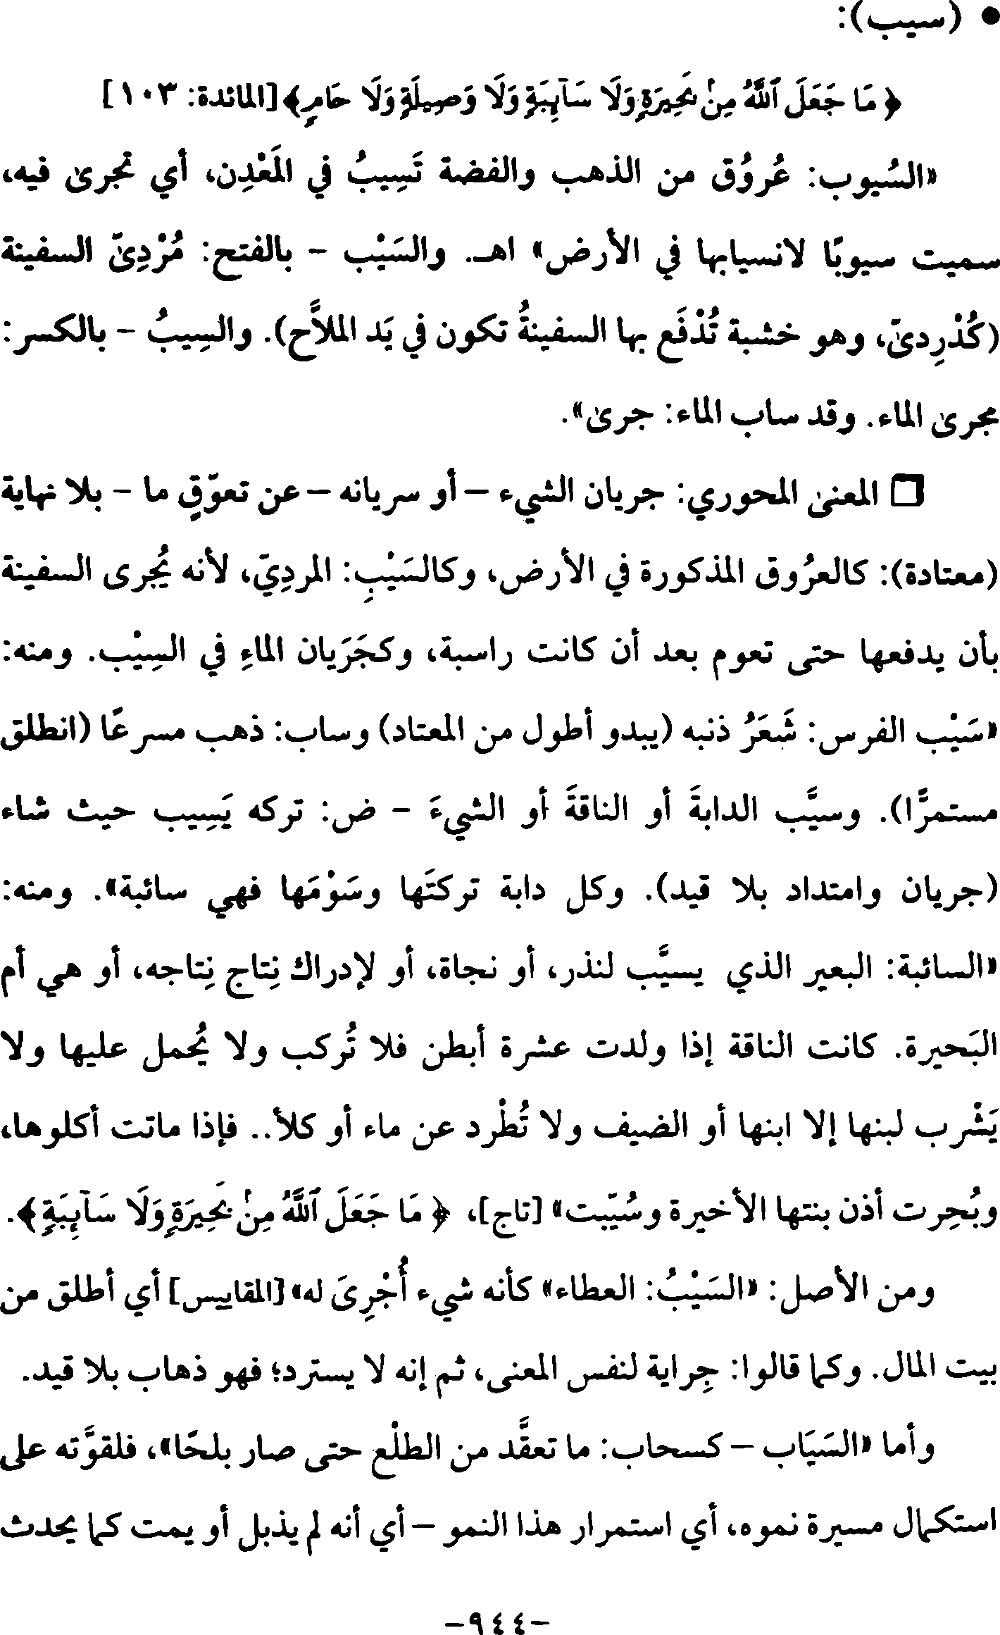 • (سيب):
﴿ مَا جَعَلَ ٱللَّهُ مِنۢ بَحِيرَةٍ وَلَا سَآىِٕبَةٍ وَلَا وَصِيلَةٍ وَلَا حَامٍ ﴾ [المائدة: ١٠٣]
«السُيوب: عُروُق من الذهب والفضة تَسِيبُ في المَعْدِن، أي تجرى فيه،
سميت سيوبًا لانسيابها في الأرض» اهـ. والسَيْب – بالفتح: مُرْدِىّ السفينة
(كُدْرِدىّ، وهو خشبة تُدْفَع بها السفينةُ تكون في يَد الملاَّح). والسِيبُ – بالكسر:
مجرى الماء. وقد ساب الماء: جرى».
❒ المعنى المحوري: جريان الشيء – أو سريانه – عن تعوّقٍ ما – بلا نهاية
(معتادة): كالعرُوق المذكورة في الأرض، وكالسَيْبِ: المردِيّ، لأنه يُجرى السفينة
بأن يدفعها حتى تعوم بعد أن كانت راسبة، وكجَرَيان الماءِ في السِيْب. ومنه:
«سَيْب الفرس: شَعَرُ ذنبه (يبدو أطول من المعتاد) وساب: ذهب مسرعًا (انطلق
مستمرًّا). وسيَّب الدابةَ أو الناقةَ أو الشيءَ – ض: تركه يَسِيب حيث شاء
(جريان وامتداد بلا قيد). وكل دابة تركتَها وسَوْمَها فهي سائبة». ومنه:
«السائبة: البعير الذي يسيَّب لنذر، أو نجاة، أو لإدراك نِتاج نِتاجه، أو هي أم
البَحيرة. كانت الناقة إذا ولدت عشرة أبطن فلا تُركب ولا يُحمل عليها ولا
يَشْرب لبنها إلا ابنها أو الضيف ولا تُطْرد عن ماء أو كلأ.. فإذا ماتت أكلوها،
وبُحِرت أذن بنتها الأخيرة وسُيّبت» [تاج]، ﴿ مَا جَعَلَ ٱللَّهُ مِنۢ بَحِيرَةٍ وَلَا سَآىِٕبَةٍ ﴾.
ومن الأصل: «السَيْبُ: العطاء» كأنه شيء أُجْرِىَ له» [المقاييس] أي أطلق من
بيت المال. وكما قالوا: جِراية لنفس المعنى، ثم إنه لا يسترد؛ فهو ذهاب بلا قيد.
وأما «السَيَاب – كسحاب: ما تعقَّد من الطلْع حتى صار بلحًا»، فلقوَّته على
استكمال مسيرة نموه، أي استمرار هذا النمو – أي أنه لم يذبل أو يمت كما يحدث
-٩٤٤-